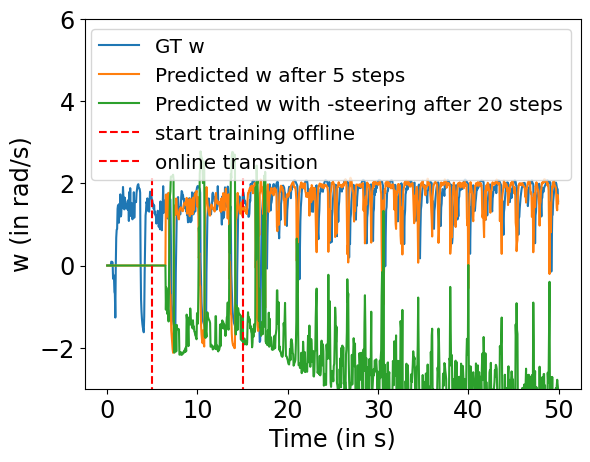 6
4
2
0
−2
w (in rad/s)
GT w
Predicted w after 5 steps
Predicted w with -steering after 20 steps
start training offline
online transition
0 10 20 30 40 50
Time (in s)